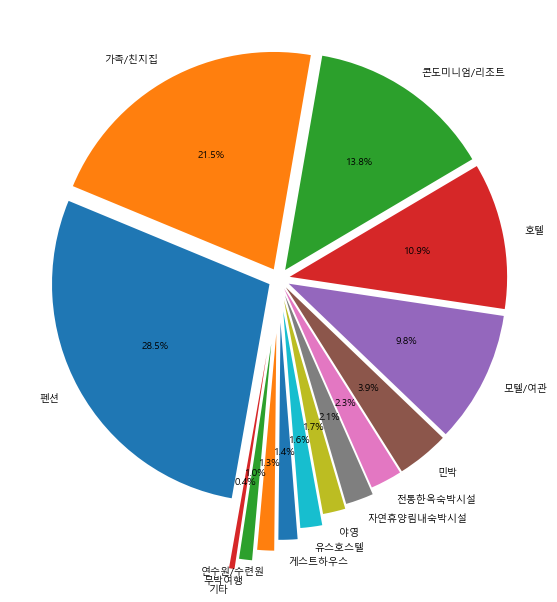 가족/친지집
콘도미니엄/리조트
21.5%
13.8%
호텔
10.9%
28.5%
9.8%
모텔/여관
펜션
3.9%
2.3%
2.1%
1.7%
1.6%
1.4%
1.3%
1.0%
0.4%
민박
전통한옥숙박시설
자연휴양림내숙박시설
야영
유스호스텔
게스트하우스
연수원/수련원
무박여행
기타